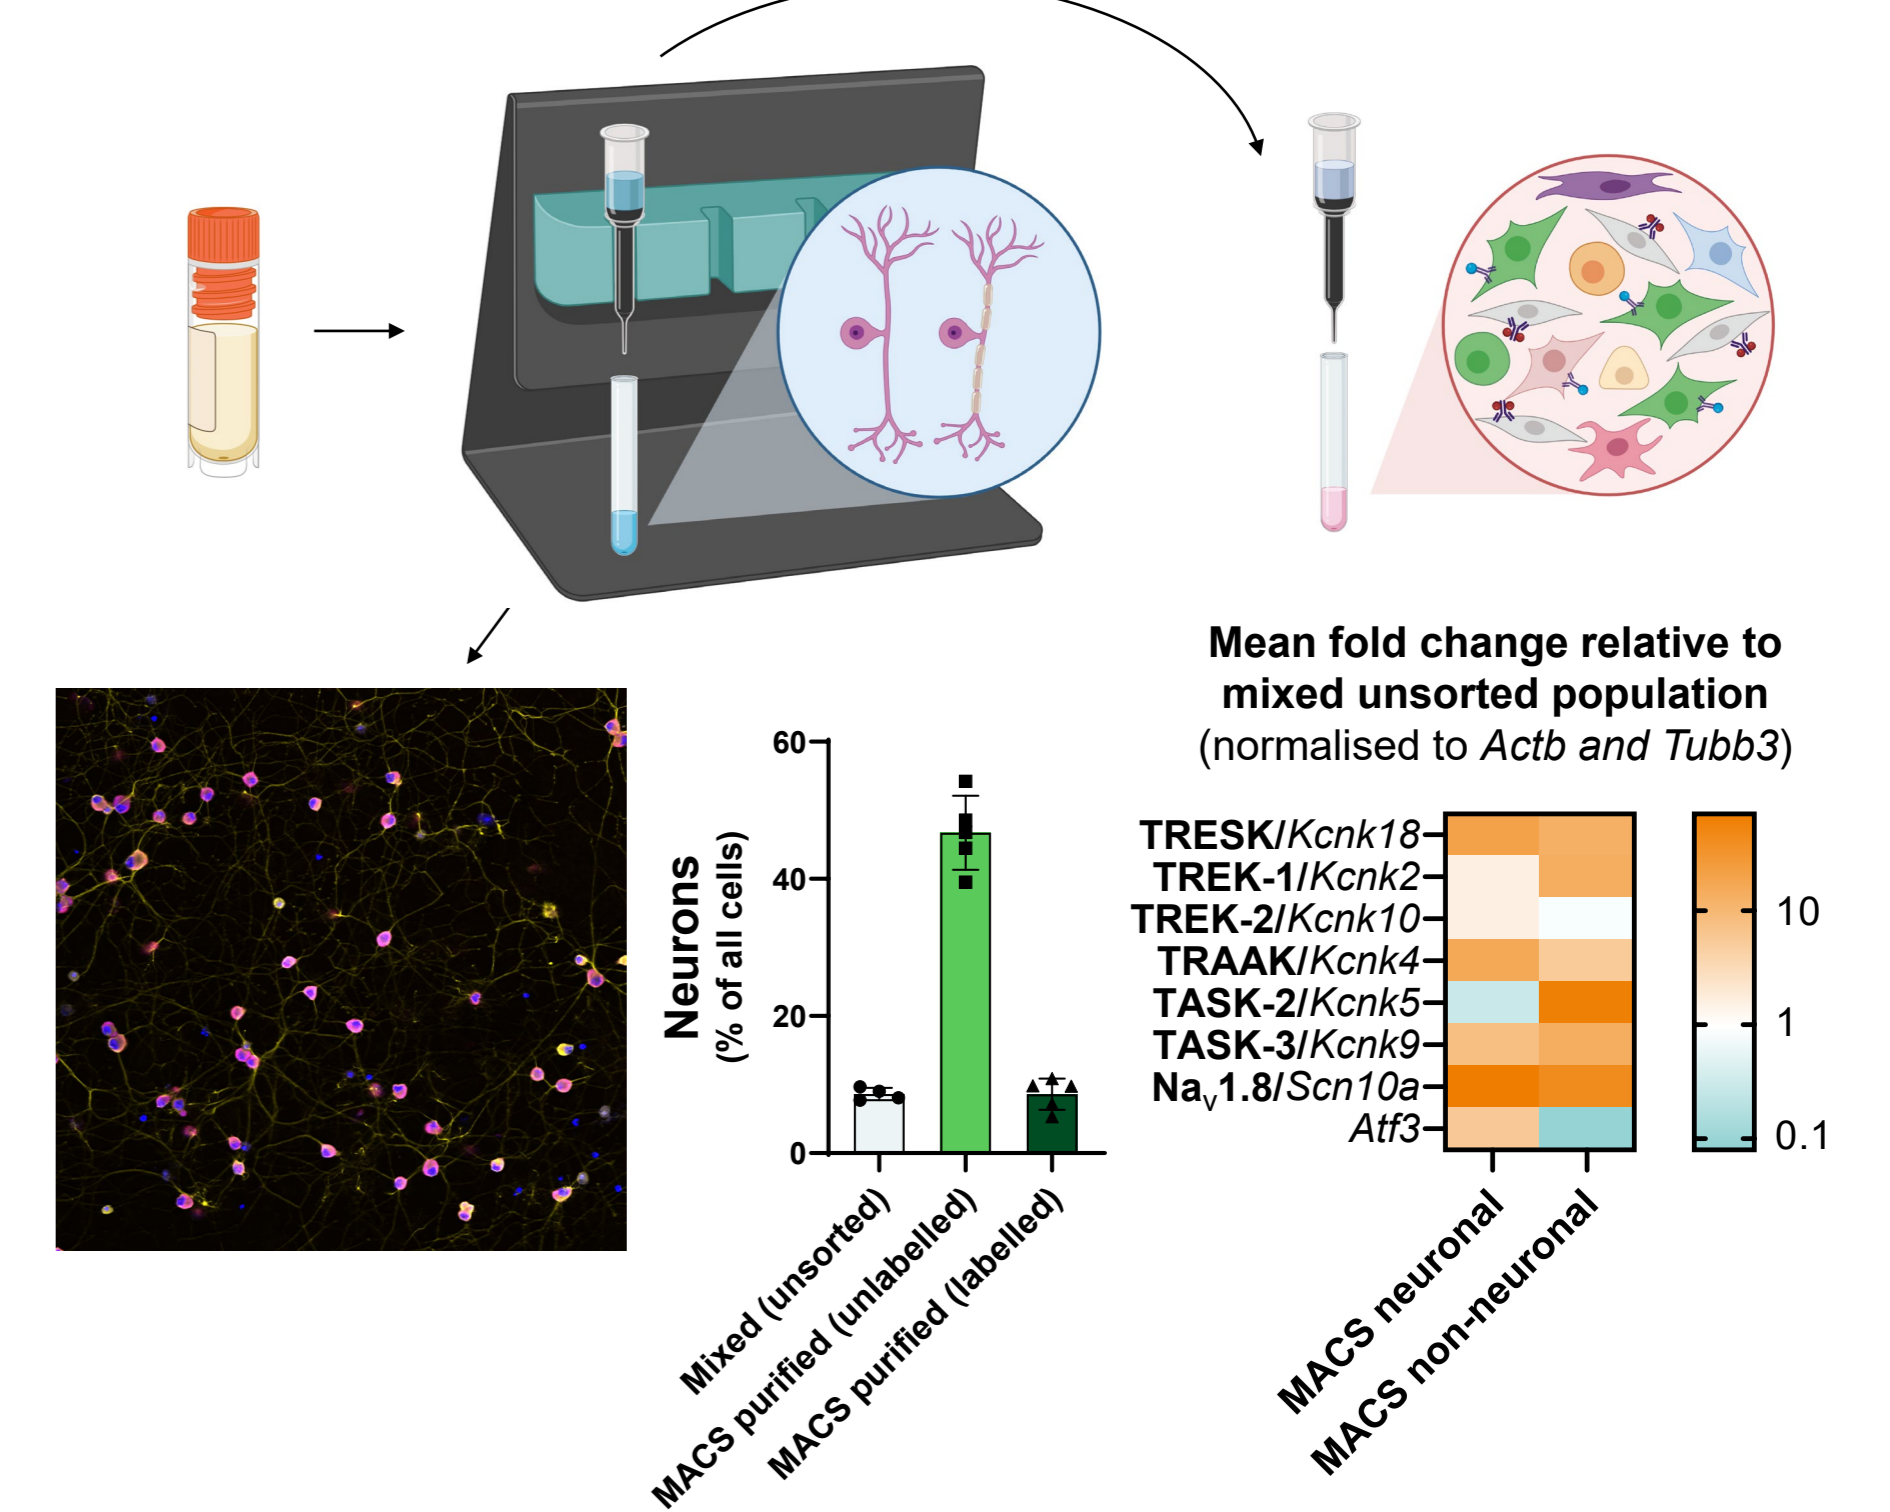 Mean fold change relative to
mixed unsorted population
(normalised to Actb and Tubb3)
60
40
20
0
Neurons
(% of all cells)
Mixed (unsorted)
MACS purified (unlabelled)
MACS purified (labelled)
TRESK/Kcnk18
TREK-1/Kcnk2
TREK-2/Kcnk10
TRAAK/Kcnk4
TASK-2/Kcnk5
TASK-3/Kcnk9
NaV1.8/Scn10a
Atf3
10
1
0.1
MACS neuronal
MACS non-neuronal